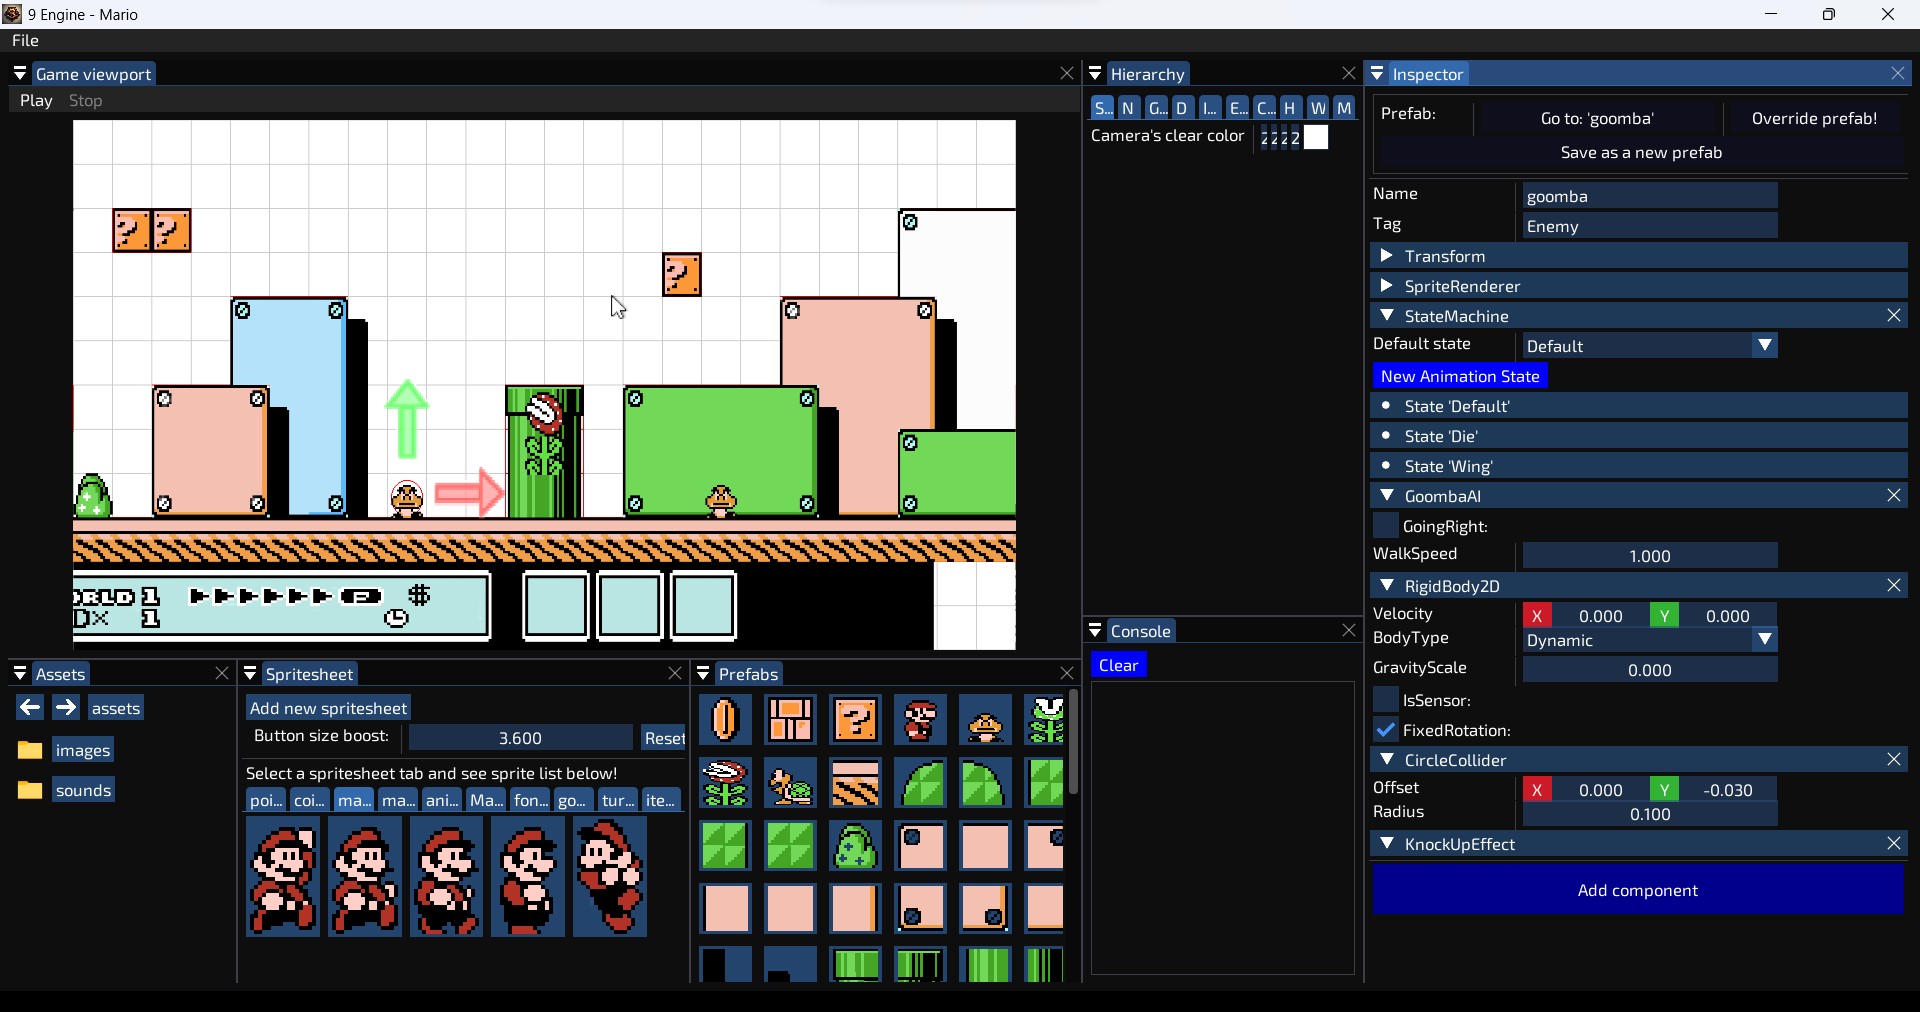 9 Engine - Mario
File
Game viewport
Play Stop
? ?
?
ORLD 1
1
Hierarchy
S... N G... D I... E... C... H W M
Camera's clear color 2 2 2 2
Console
Clear
Inspector
Prefab: Go to: 'goomba' Override prefab!
Save as a new prefab
Name goomba
Tag Enemy
Transform
SpriteRenderer
StateMachine
Default state Default
New Animation State
State 'Default'
State 'Die'
State 'Wing'
GoombaAI
GoingRight:
WalkSpeed 1.000
RigidBody2D
Velocity X 0.000 Y 0.000
BodyType Dynamic
GravityScale 0.000
IsSensor:
FixedRotation:
CircleCollider
Offset X 0.000 Y -0.030
Radius 0.100
KnockUpEffect
Add component
Assets
assets
images
sounds
Spritesheet
Add new spritesheet
Button size boost: 3.600 Reset
Select a spritesheet tab and see sprite list below!
poi... coi... ma... ma... ani... Ma... fon... go... tur... ite...
Prefabs
?